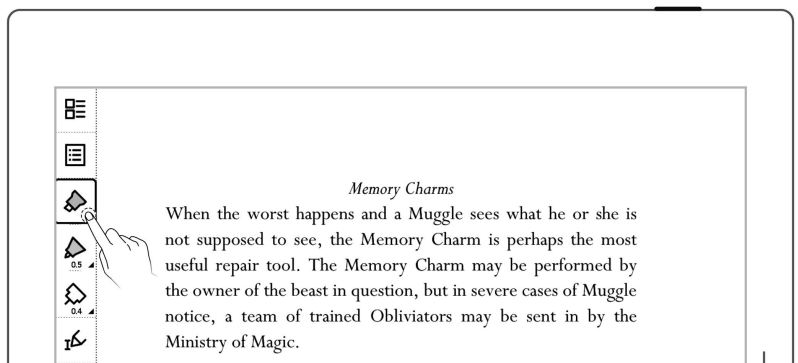 Memory Charms
When the worst happens and a Muggle sees what he or she is
not supposed to see, the Memory Charm is perhaps the most
useful repair tool. The Memory Charm may be performed by
the owner of the beast in question, but in severe cases of Muggle
notice, a team of trained Obliviators may be sent in by the
Ministry of Magic.
0.5
0.4
I